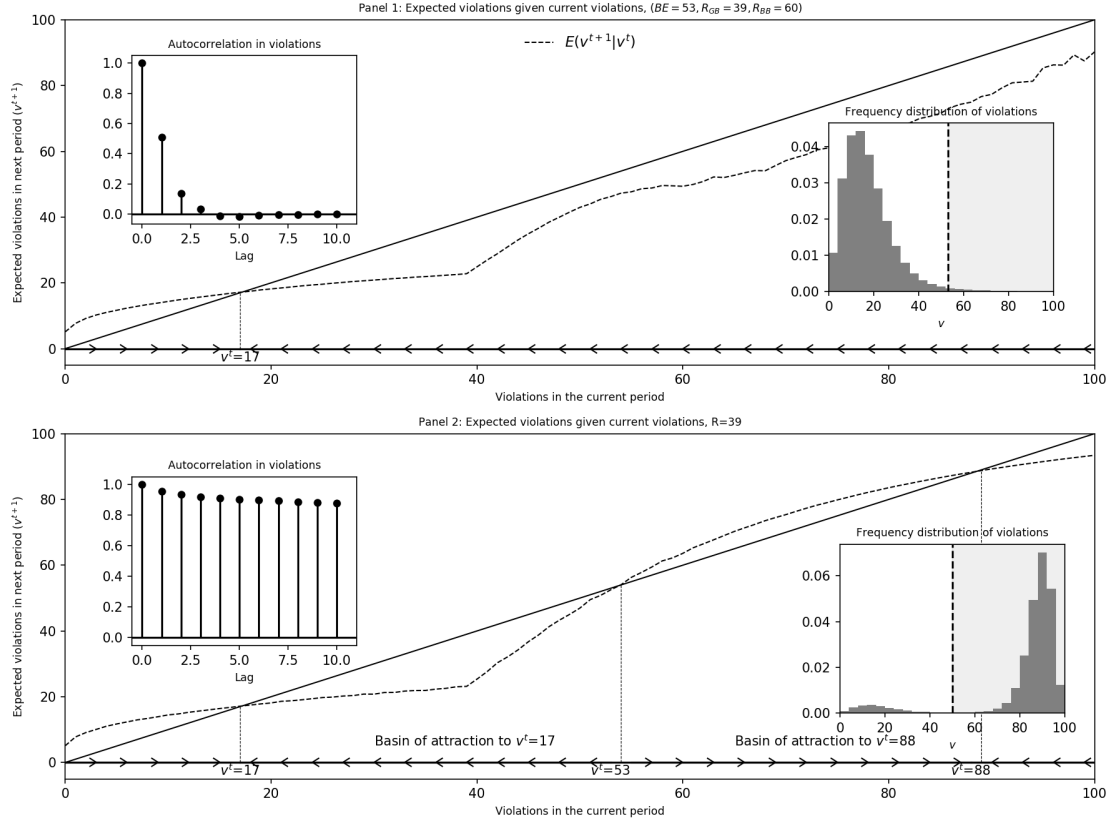 Panel 1: Expected violations given current violations, (BE = 53, R_GB = 39, R_BB = 60)
100
80
60
40
20
0
Expected violations in next period (v^{t+1})
E(v^{t+1}|v^t)
Autocorrelation in violations
1.0
0.8
0.6
0.4
0.2
0.0
0.0 2.5 5.0 7.5 10.0
Lag
Frequency distribution of violations
0.04
0.03
0.02
0.01
0.00
0 20 40 60 80 100
v
v^t=17
0 20 40 60 80 100
Violations in the current period
Panel 2: Expected violations given current violations, R=39
100
80
60
40
20
0
Expected violations in next period (v^{t+1})
Autocorrelation in violations
1.0
0.8
0.6
0.4
0.2
0.0
0.0 2.5 5.0 7.5 10.0
Lag
Frequency distribution of violations
0.06
0.04
0.02
0.00
0 20 40 60 80 100
v
Basin of attraction to v^t=17
Basin of attraction to v^t=88
v^t=17
v^t=53
v^t=88
0 20 40 60 80 100
Violations in the current period